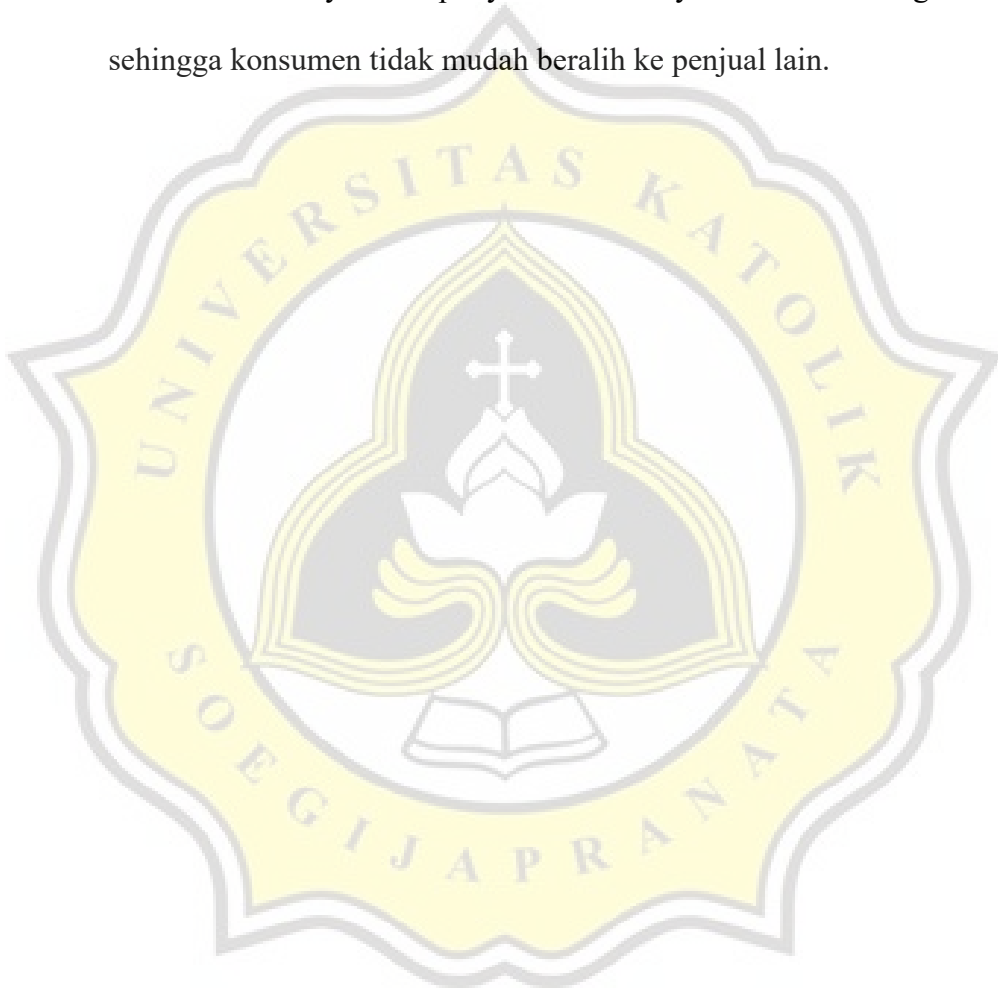 sehingga konsumen tidak mudah beralih ke penjual lain.
UNIVERSITAS KATOLIK
SOEGIJAPRANATA